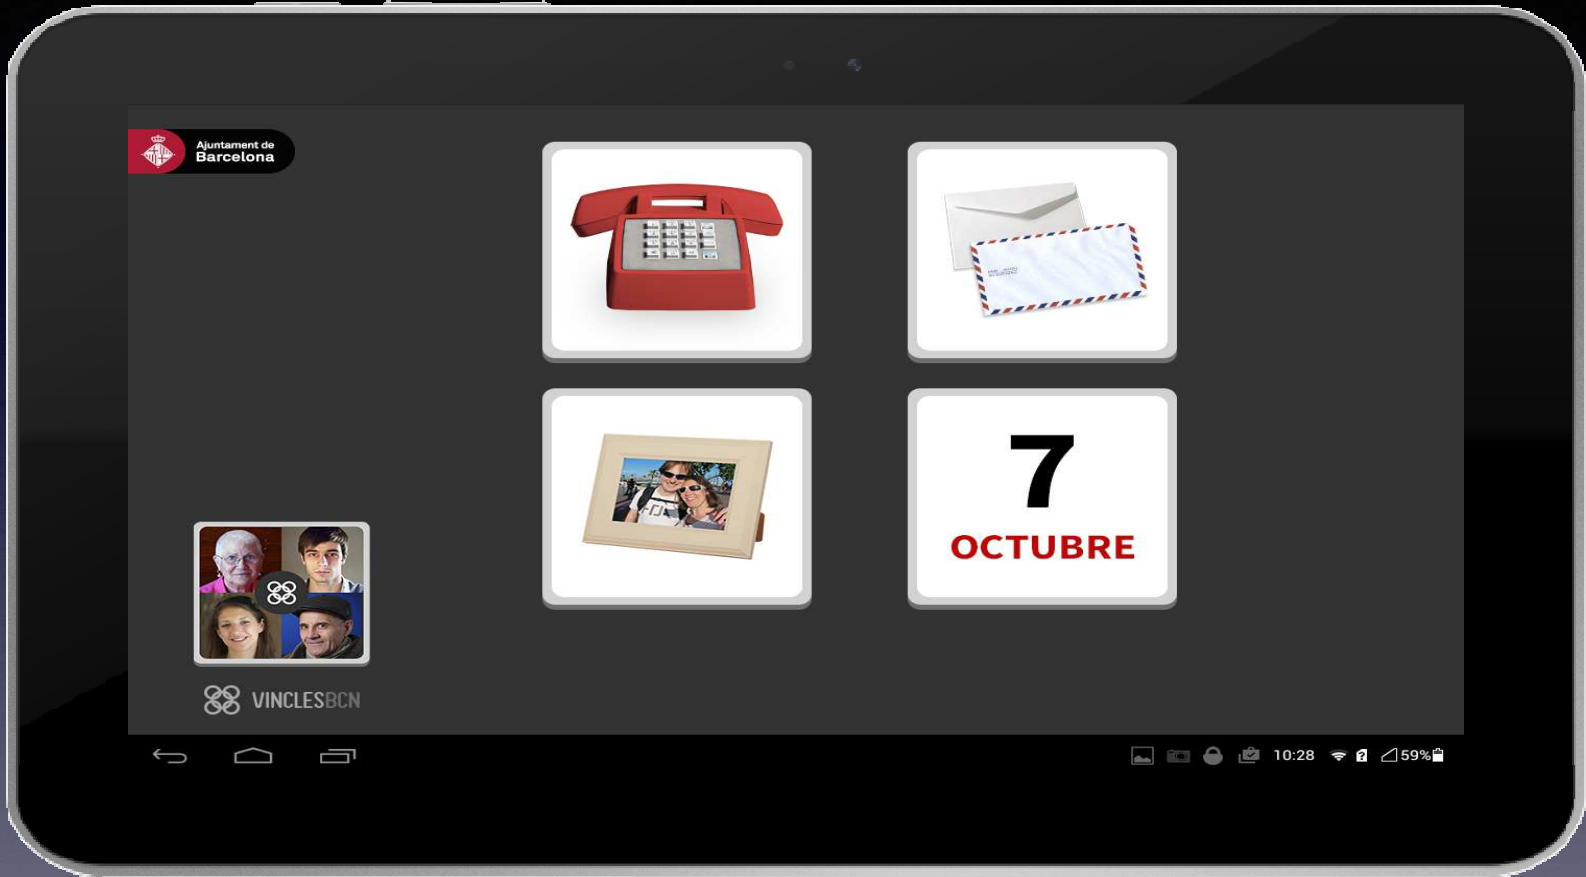 Ajuntament de
Barcelona
7
OCTUBRE
VINCLESBCN
10:28
59%